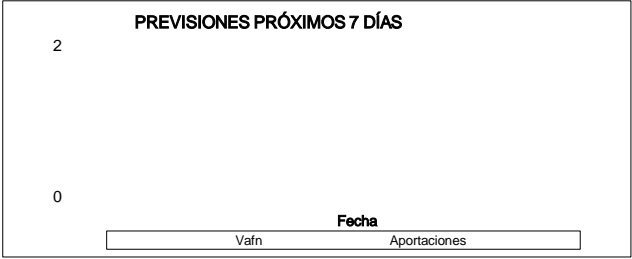 PREVISIONES PRÓXIMOS 7 DÍAS
2
0
Fecha
Vafn Aportaciones